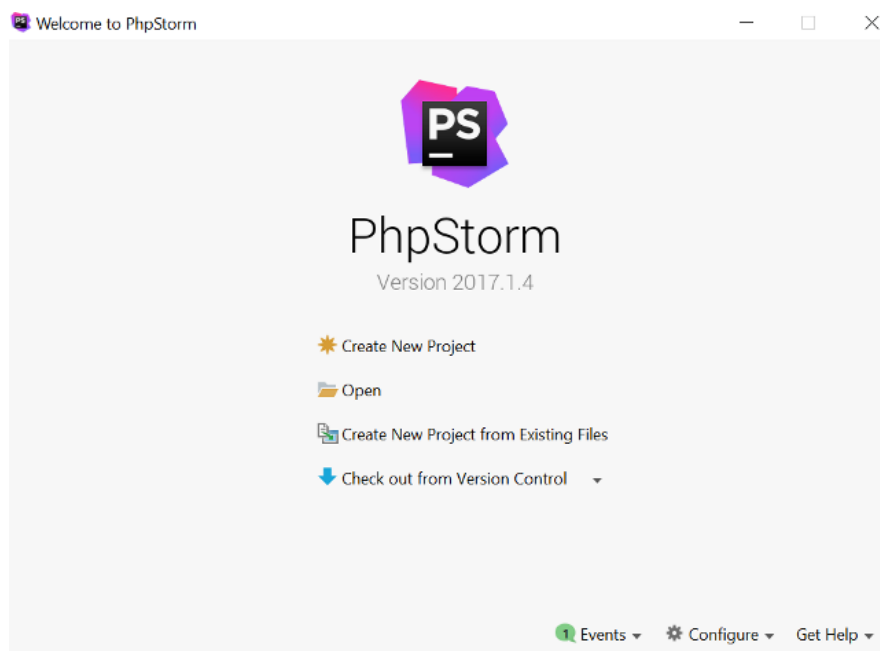 Welcome to PhpStorm
PS
PhpStorm
Version 2017.1.4
Create New Project
Open
Create New Project from Existing Files
Check out from Version Control
1 Events Configure Get Help